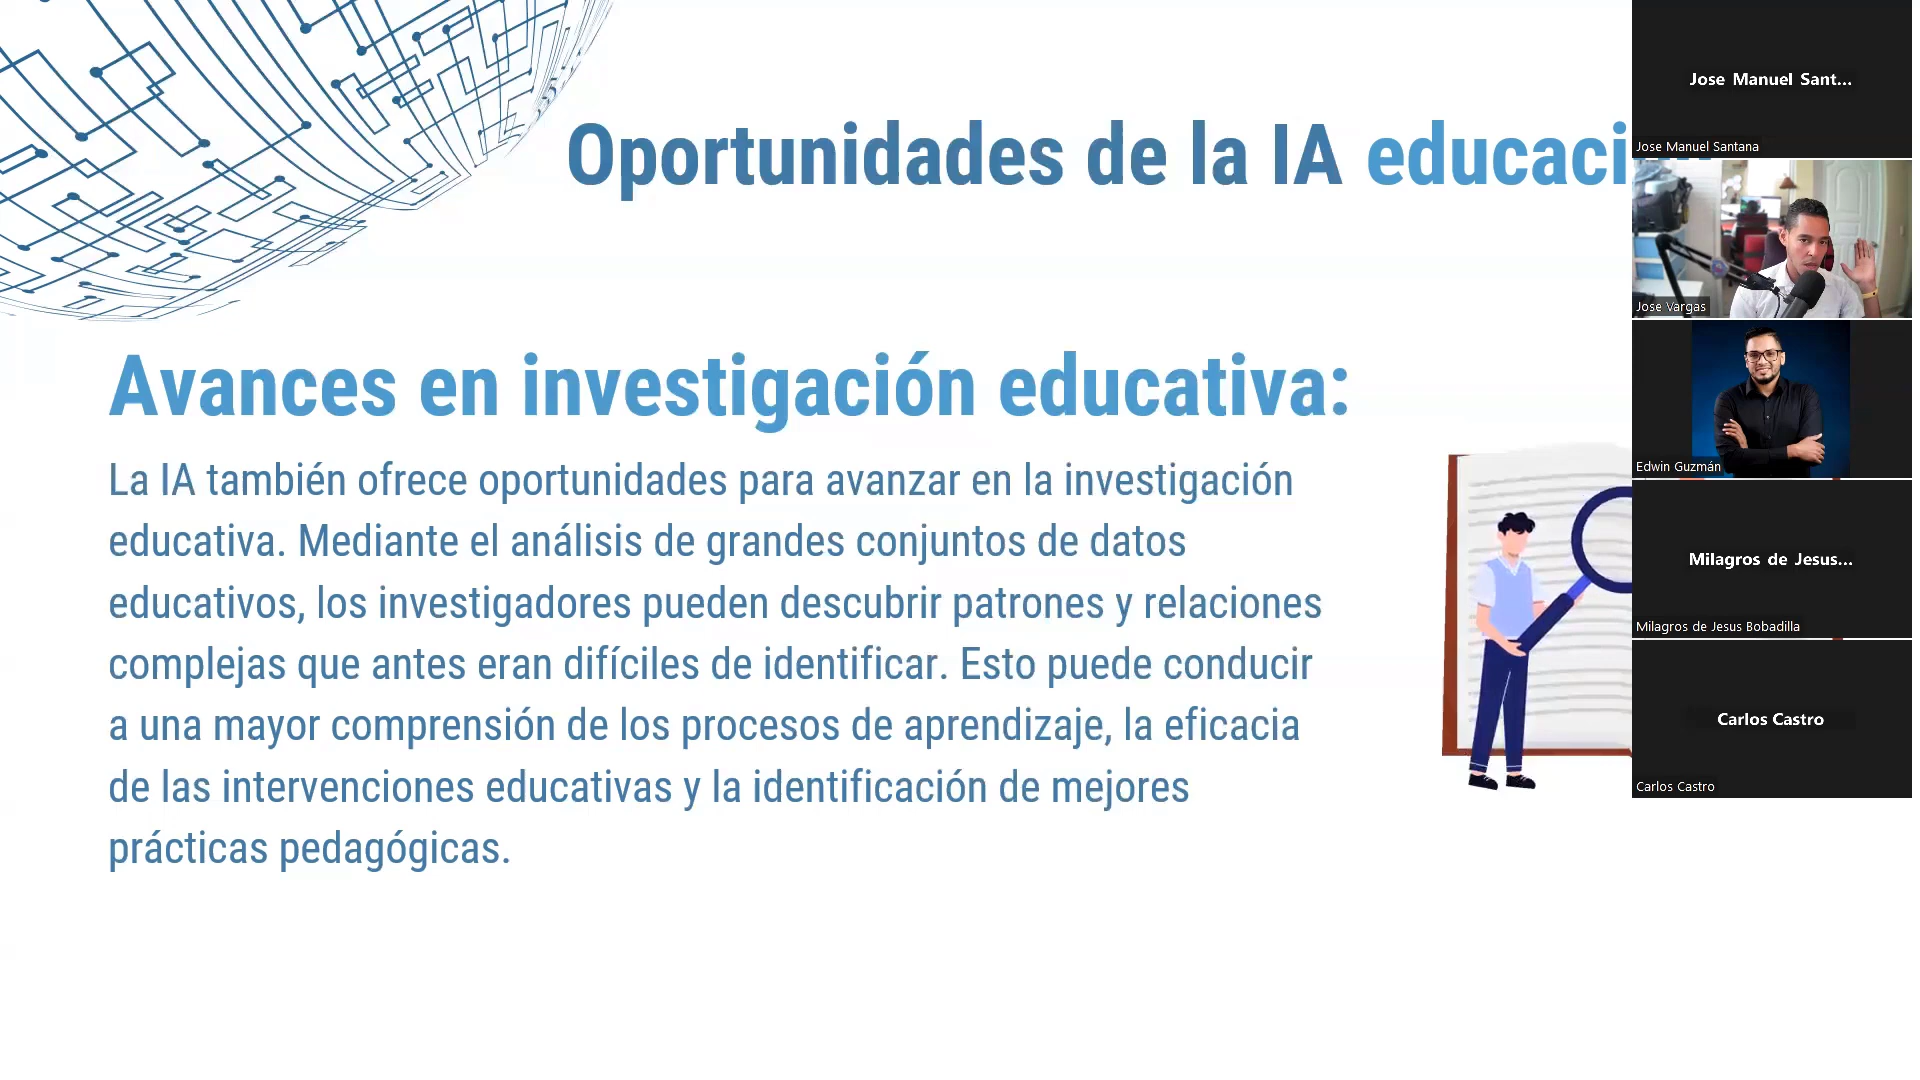 Oportunidades de la IA educaci
Avances en investigación educativa:
La IA también ofrece oportunidades para avanzar en la investigación
educativa. Mediante el análisis de grandes conjuntos de datos
educativos, los investigadores pueden descubrir patrones y relaciones
complejas que antes eran difíciles de identificar. Esto puede conducir
a una mayor comprensión de los procesos de aprendizaje, la eficacia
de las intervenciones educativas y la identificación de mejores
prácticas pedagógicas.
Jose Manuel Sant...
Jose Manuel Santana
Jose Vargas
Edwin Guzmán
Milagros de Jesus...
Milagros de Jesus Bobadilla
Carlos Castro
Carlos Castro